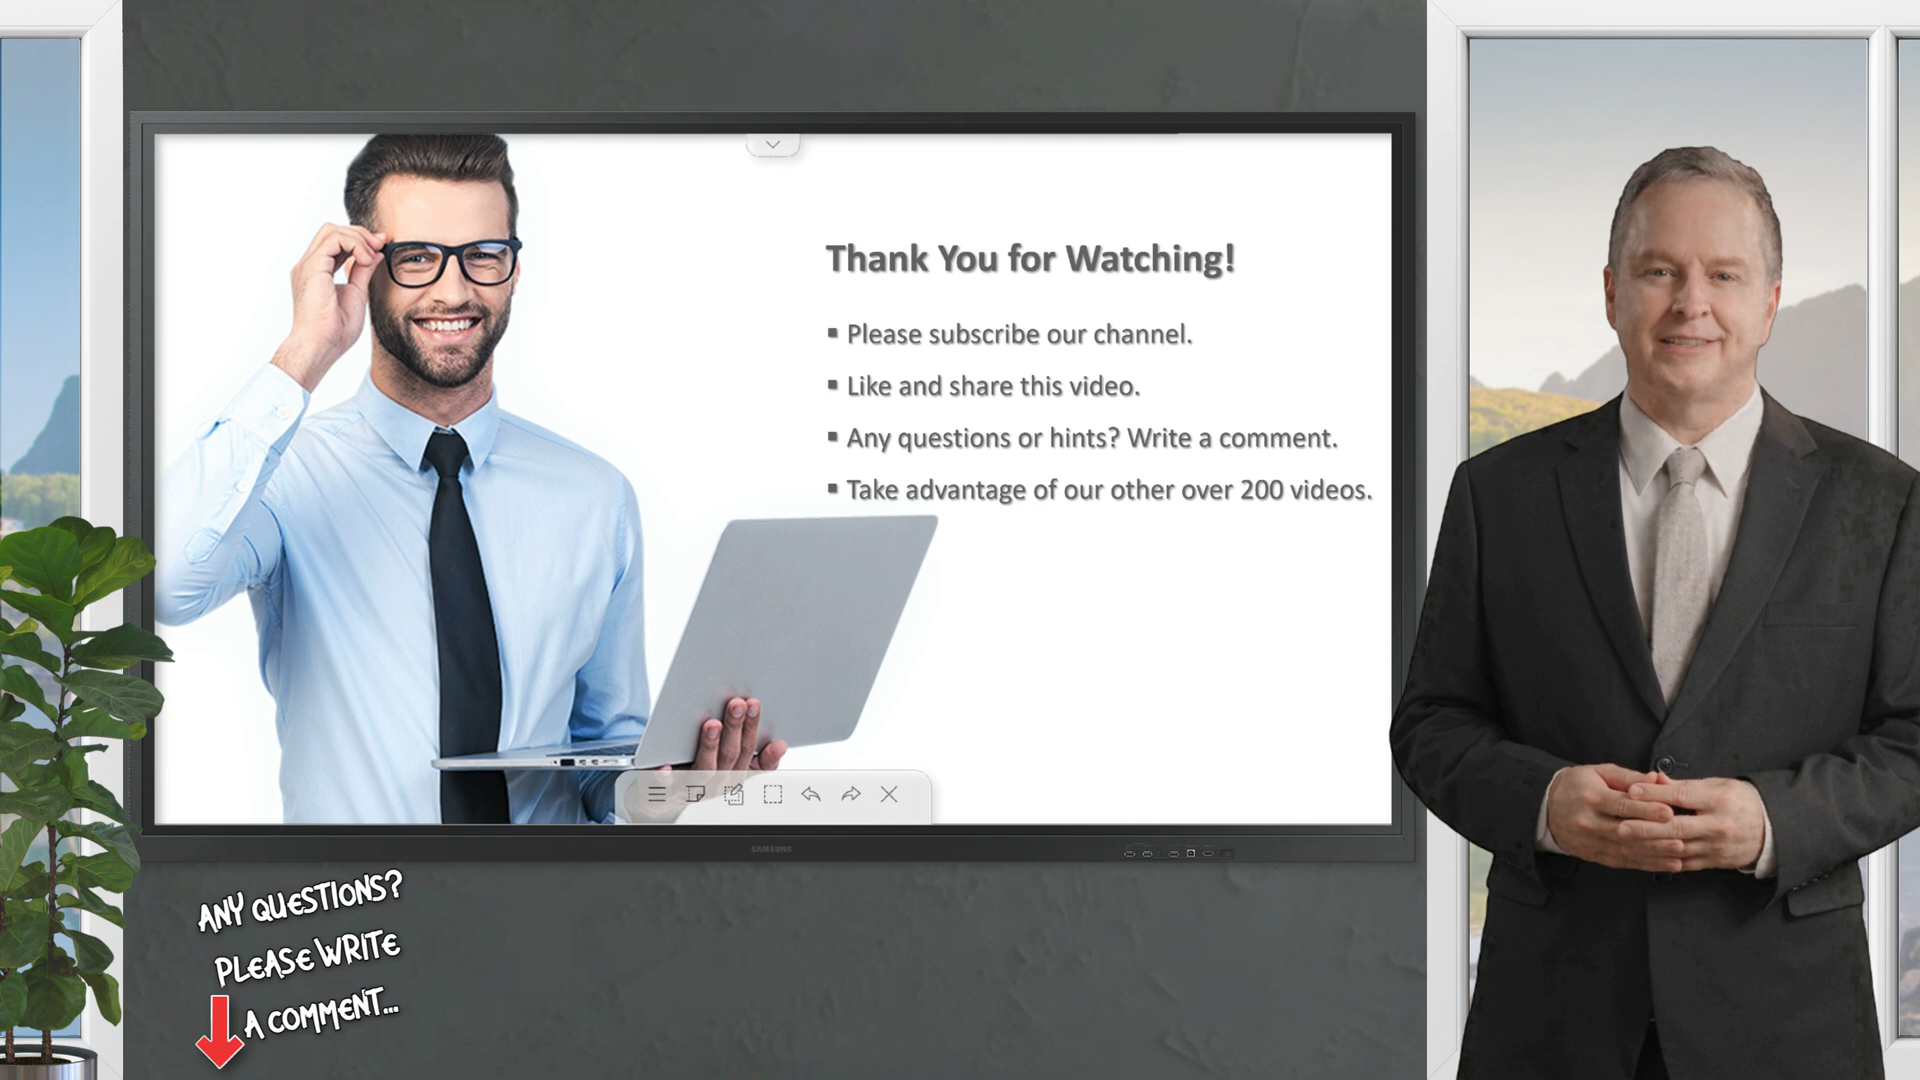 Thank You for Watching!
▪ Please subscribe our channel.
▪ Like and share this video.
▪ Any questions or hints? Write a comment.
▪ Take advantage of our other over 200 videos.
SAMSUNG
ANY QUESTIONS?
PLEASE WRITE
A COMMENT...